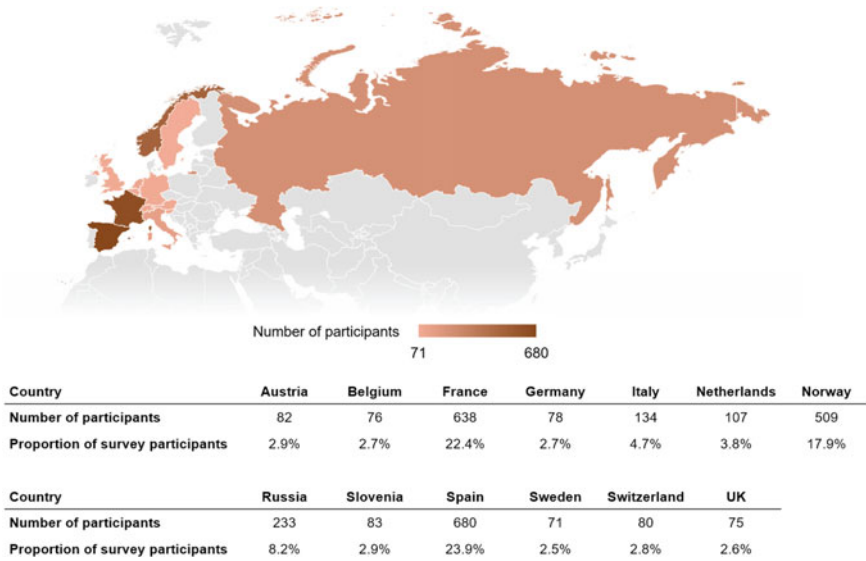 Number of participants
71 680
Country Austria Belgium France Germany Italy Netherlands Norway
Number of participants 82 76 638 78 134 107 509
Proportion of survey participants 2.9% 2.7% 22.4% 2.7% 4.7% 3.8% 17.9%
Country Russia Slovenia Spain Sweden Switzerland UK
Number of participants 233 83 680 71 80 75
Proportion of survey participants 8.2% 2.9% 23.9% 2.5% 2.8% 2.6%